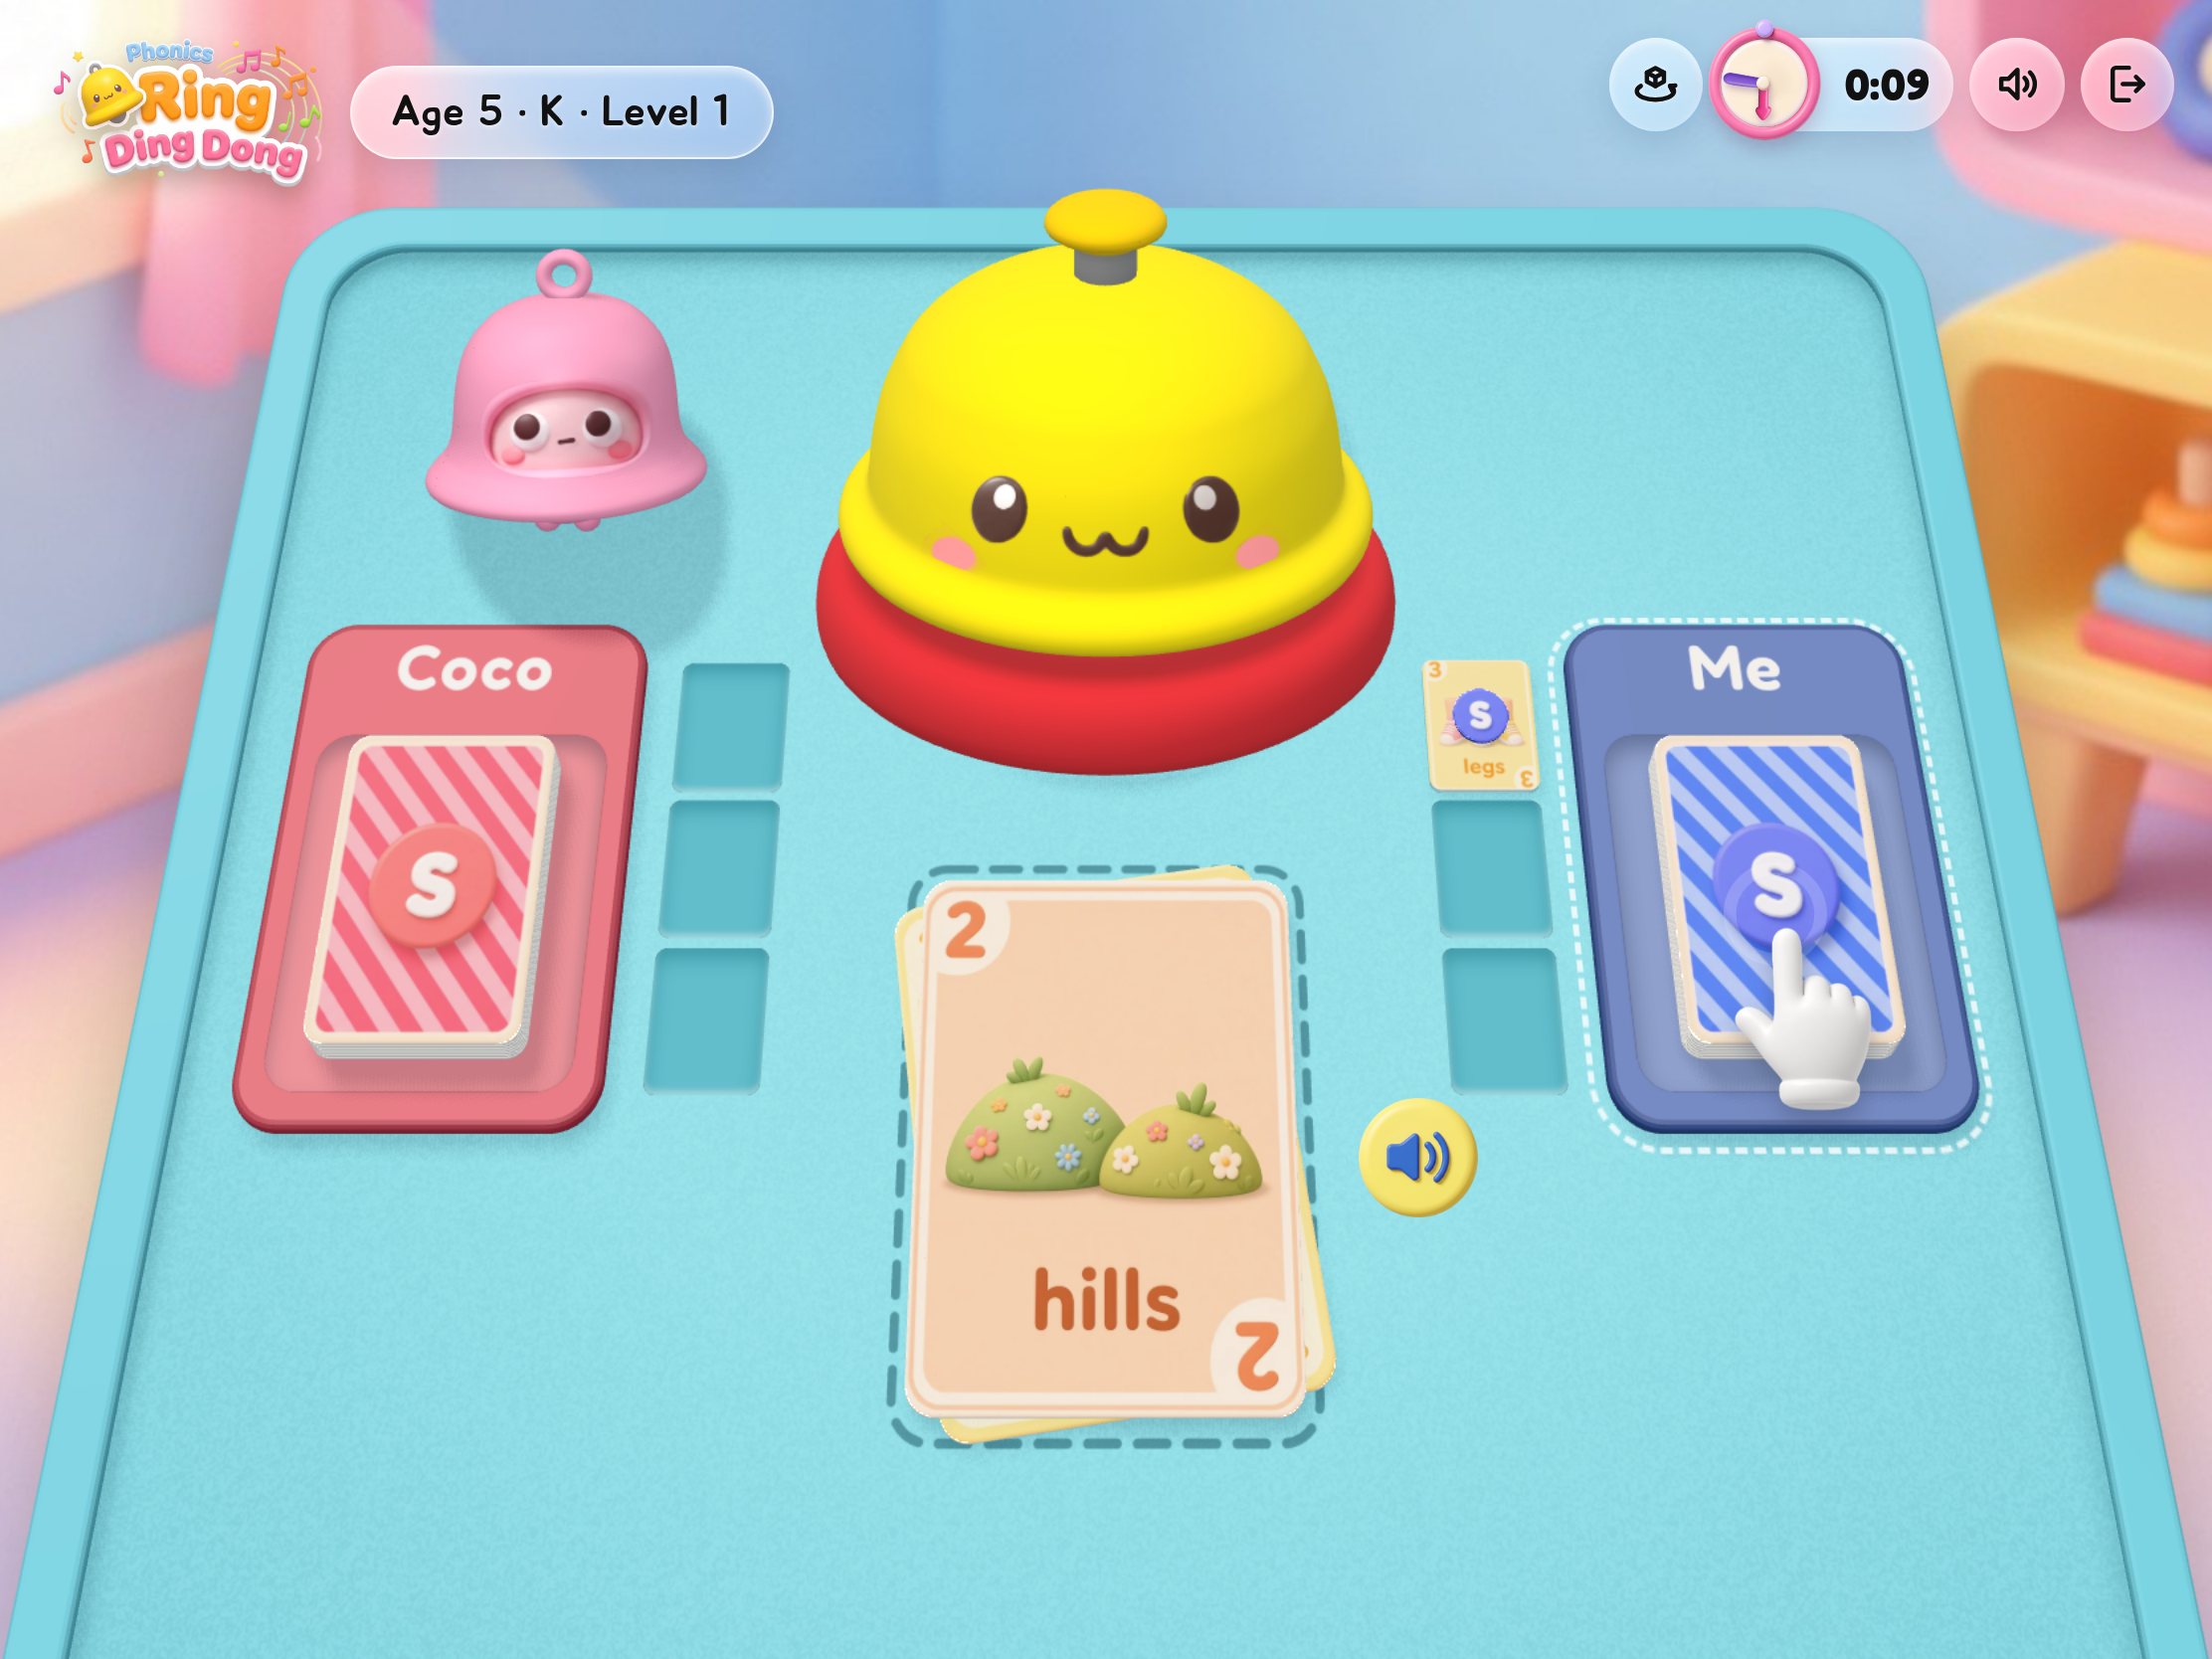 Phonics
Ring
Ding Dong
Age 5 · K · Level 1
0:09
Coco
Me
S
3
S
legs
3
S
2
hills
2